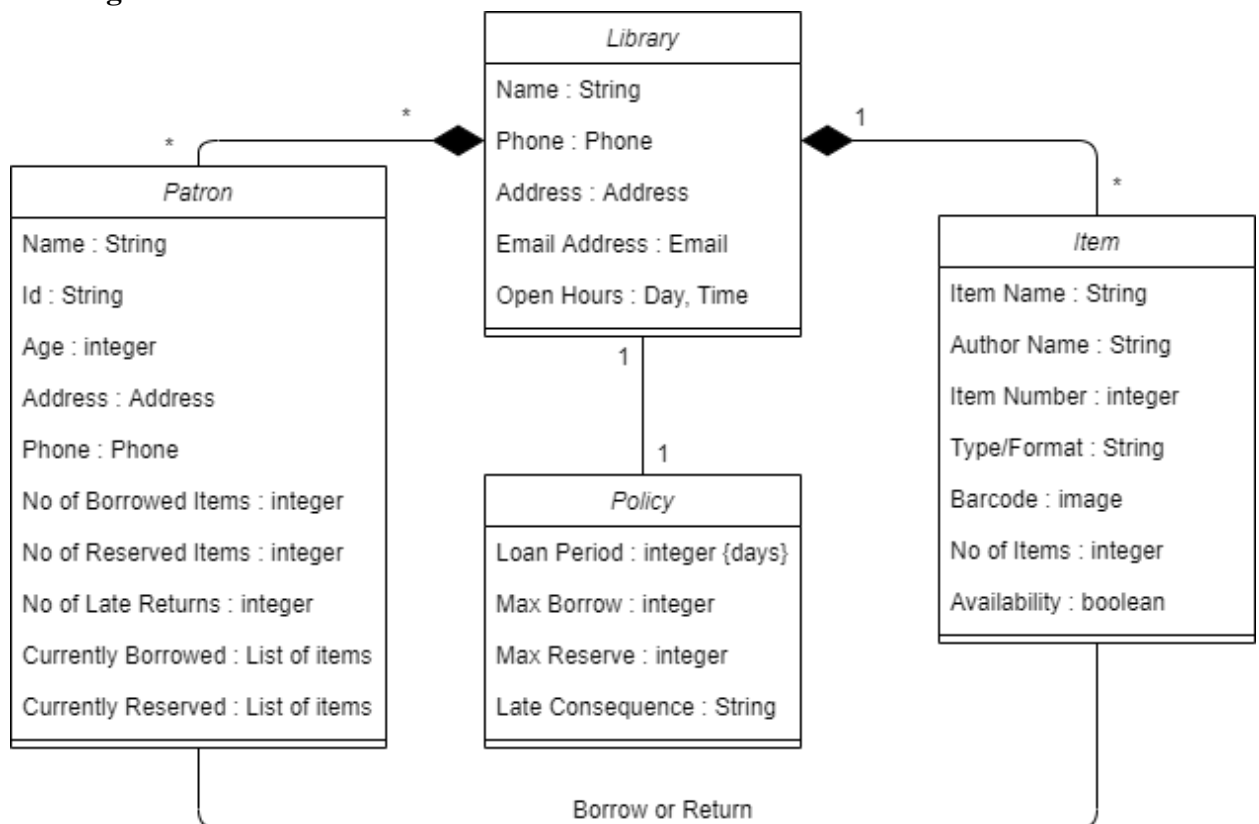 Library
Name : String
Phone : Phone
Address : Address
Email Address : Email
Open Hours : Day, Time
*
*
1
*
Patron
Name : String
Id : String
Age : integer
Address : Address
Phone : Phone
No of Borrowed Items : integer
No of Reserved Items : integer
No of Late Returns : integer
Currently Borrowed : List of items
Currently Reserved : List of items
1
1
Policy
Loan Period : integer {days}
Max Borrow : integer
Max Reserve : integer
Late Consequence : String
Item
Item Name : String
Author Name : String
Item Number : integer
Type/Format : String
Barcode : image
No of Items : integer
Availability : boolean
Borrow or Return